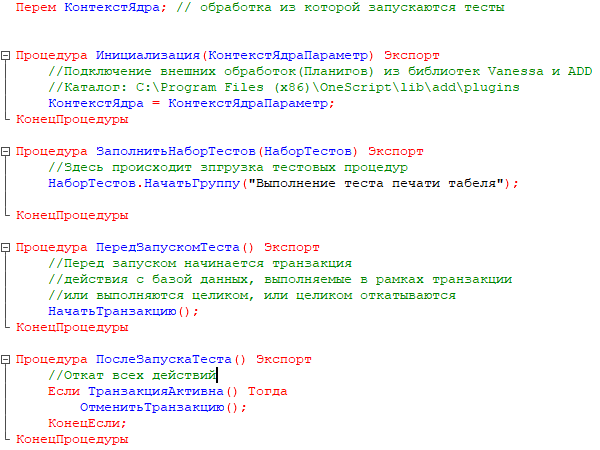 Перем КонтекстЯдра; // обработка из которой запускаются тесты
Процедура Инициализация(КонтекстЯдраПараметр) Экспорт
//Подключение внешних обработок(Планигов) из библиотек Vanessa и ADD
//Каталог: C:\Program Files (x86)\OneScript\lib\add\plugins
КонтекстЯдра = КонтекстЯдраПараметр;
КонецПроцедуры
Процедура ЗаполнитьНаборТестов(НаборТестов) Экспорт
//Здесь происходит зпгрузка тестовых процедур
НаборТестов.НачатьГруппу("Выполнение теста печати табеля");
КонецПроцедуры
Процедура ПередЗапускомТеста() Экспорт
//Перед запуском начинается транзакция
//действия с базой данных, выполняемые в рамках транзакции
//или выполняются целиком, или целиком откатываются
НачатьТранзакцию();
КонецПроцедуры
Процедура ПослеЗапускаТеста() Экспорт
//Откат всех действий
Если ТранзакцияАктивна() Тогда
ОтменитьТранзакцию();
КонецЕсли;
КонецПроцедуры